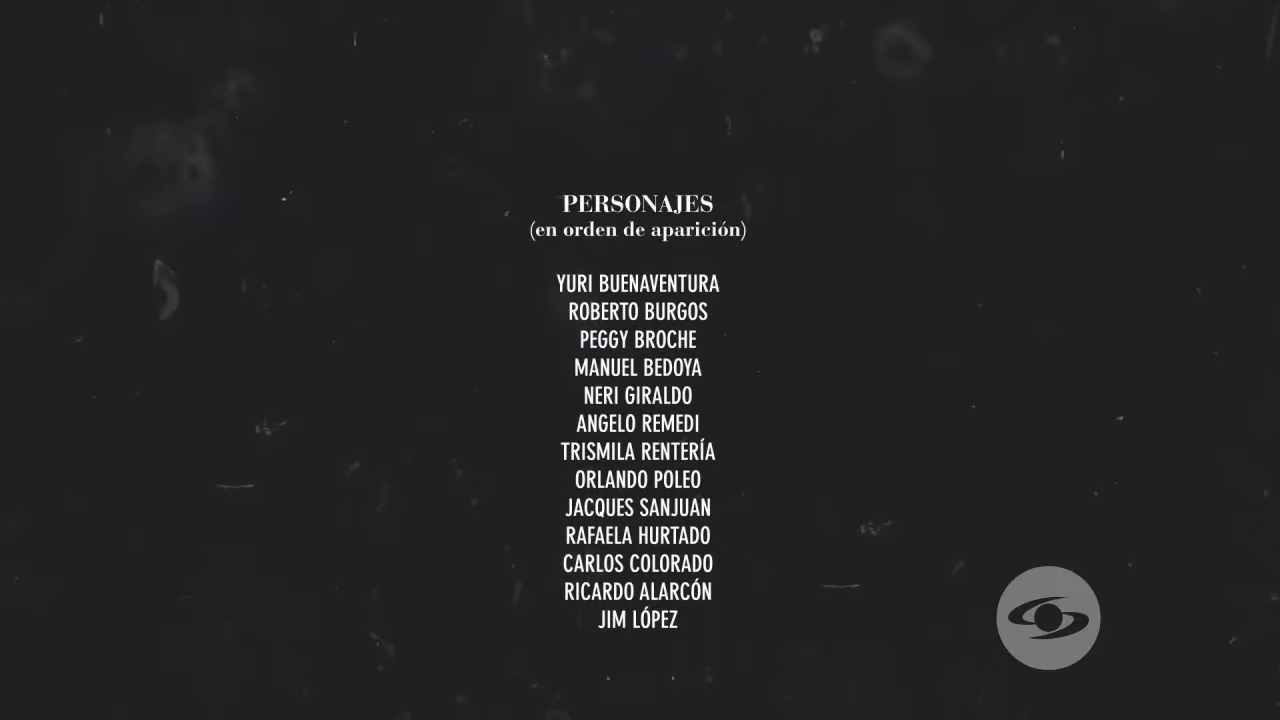 PERSONAJES
(en orden de aparición)
YURI BUENAVENTURA
ROBERTO BURGOS
PEGGY BROCHE
MANUEL BEDOYA
NERI GIRALDO
ANGELO REMEDI
TRISMILA RENTERÍA
ORLANDO POLEO
JACQUES SANJUAN
RAFAELA HURTADO
CARLOS COLORADO
RICARDO ALARCÓN
JIM LÓPEZ